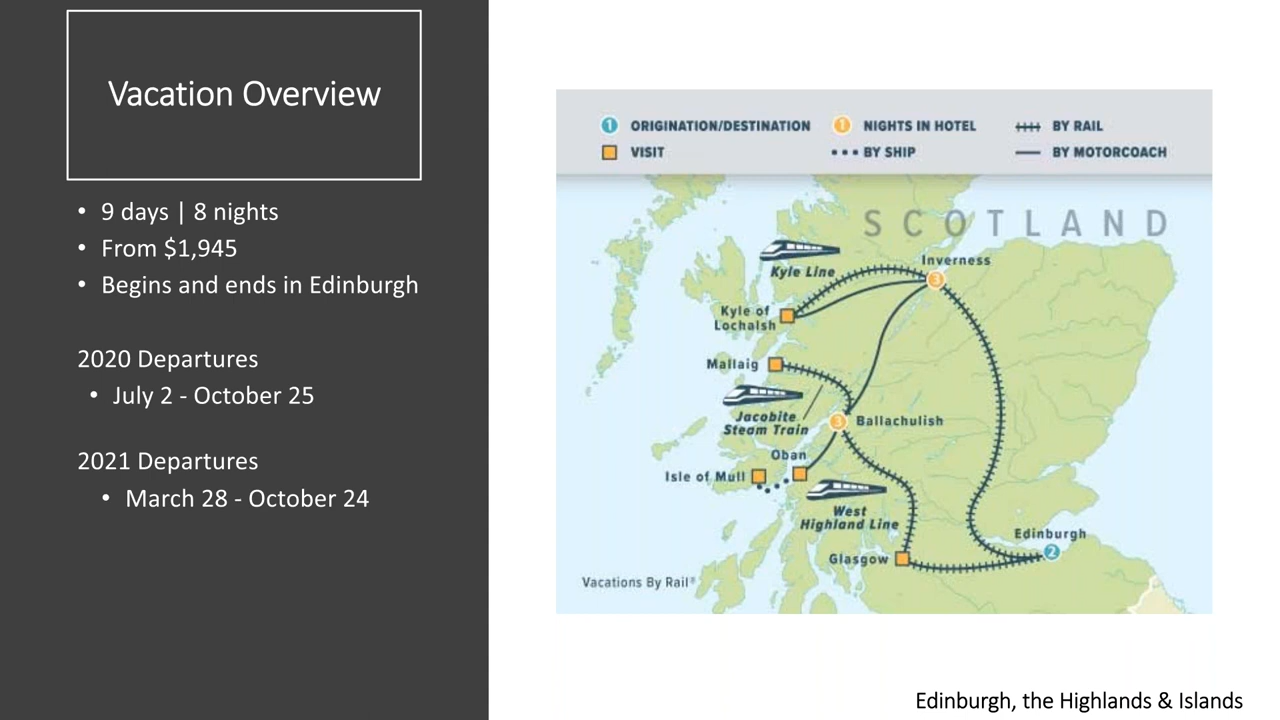 Vacation Overview
• 9 days | 8 nights
• From $1,945
• Begins and ends in Edinburgh
2020 Departures
• July 2 - October 25
2021 Departures
• March 28 - October 24
1 ORIGINATION/DESTINATION
1 NIGHTS IN HOTEL
BY RAIL
VISIT
BY SHIP
BY MOTORCOACH
SCOTLAND
Inverness
3
Kyle Line
Kyle of
Lochalsh
Mallaig
Jacobite
Steam Train
3 Ballachulish
Oban
Isle of Mull
West
Highland Line
Edinburgh
2
Glasgow
Vacations By Rail®
Edinburgh, the Highlands & Islands